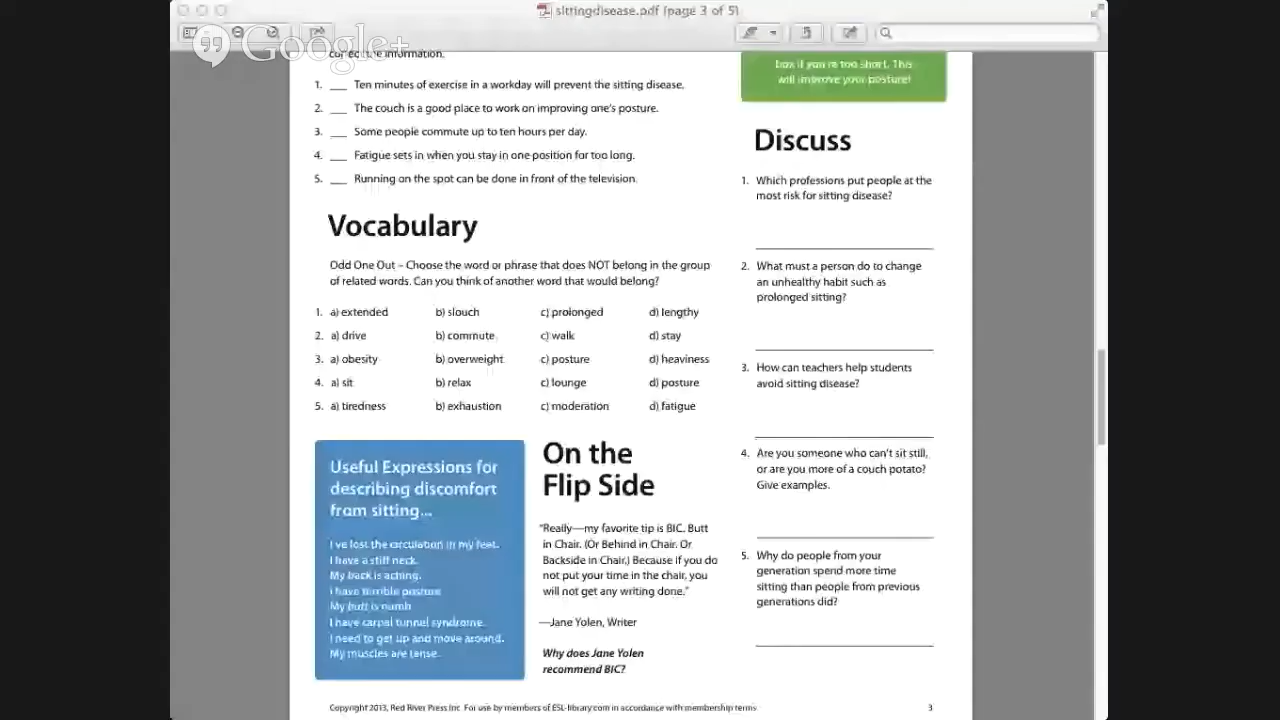 sittingdisease.pdf (page 3 of 5)
Google+
correct the information.
1. ___ Ten minutes of exercise in a workday will prevent the sitting disease.
2. ___ The couch is a good place to work on improving one's posture.
3. ___ Some people commute up to ten hours per day.
4. ___ Fatigue sets in when you stay in one position for too long.
5. ___ Running on the spot can be done in front of the television.
Vocabulary
Odd One Out – Choose the word or phrase that does NOT belong in the group
of related words. Can you think of another word that would belong?
1. a) extended b) slouch c) prolonged d) lengthy
2. a) drive b) commute c) walk d) stay
3. a) obesity b) overweight c) posture d) heaviness
4. a) sit b) relax c) lounge d) posture
5. a) tiredness b) exhaustion c) moderation d) fatigue
Useful Expressions for
describing discomfort
from sitting...
I've lost the circulation in my feet.
I have a stiff neck.
My back is aching.
I have terrible posture.
My butt is numb.
I have carpal tunnel syndrome.
I need to get up and move around.
My muscles are tense.
On the
Flip Side
"Really—my favorite tip is BIC. Butt
in Chair. (Or Behind in Chair. Or
Backside in Chair.) Because if you do
not put your time in the chair, you
will not get any writing done."
—Jane Yolen, Writer
Why does Jane Yolen
recommend BIC?
box if you're too short. This
will improve your posture!
Discuss
1. Which professions put people at the
most risk for sitting disease?
2. What must a person do to change
an unhealthy habit such as
prolonged sitting?
3. How can teachers help students
avoid sitting disease?
4. Are you someone who can't sit still,
or are you more of a couch potato?
Give examples.
5. Why do people from your
generation spend more time
sitting than people from previous
generations did?
Copyright 2013, Red River Press Inc. For use by members of ESL-library.com in accordance with membership terms.
3